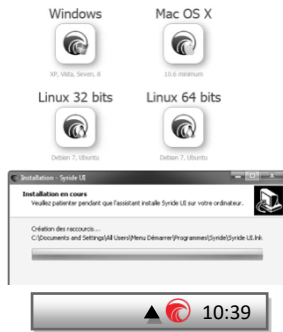 Windows Mac OS X
XP, Vista, Seven, 8 10.6 minimum
Linux 32 bits Linux 64 bits
Debian 7, Ubuntu Debian 7, Ubuntu
Installation - Syride UI
Installation en cours
Veuillez patienter pendant que l'assistant installe Syride UI sur votre ordinateur.
Création des raccourcis...
C:\Documents and Settings\All Users\Menu Démarrer\Programmes\Syride\Syride UI.lnk
10:39